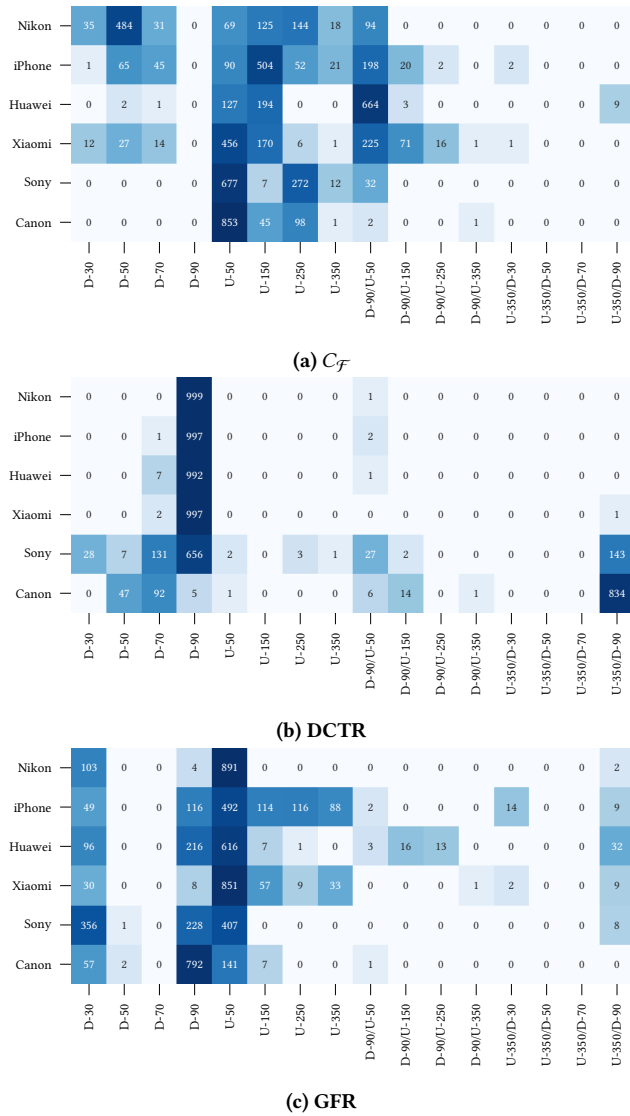 Nikon 35 484 31 0 69 125 144 18 94 0 0 0 0 0 0 0
iPhone 1 65 45 0 90 504 52 21 198 20 2 0 2 0 0 0
Huawei 0 2 1 0 127 194 0 0 664 3 0 0 0 0 0 9
Xiaomi 12 27 14 0 456 170 6 1 225 71 16 1 1 0 0 0
Sony 0 0 0 0 677 7 272 12 32 0 0 0 0 0 0 0
Canon 0 0 0 0 853 45 98 1 2 0 0 1 0 0 0 0
D-30 D-50 D-70 D-90 U-50 U-150 U-250 U-350 D-90/U-50 D-90/U-150 D-90/U-250 D-90/U-350 U-350/D-30 U-350/D-50 U-350/D-70 U-350/D-90
(a) C_F
Nikon 0 0 0 999 0 0 0 0 1 0 0 0 0 0 0 0
iPhone 0 0 1 997 0 0 0 0 2 0 0 0 0 0 0 0
Huawei 0 0 7 992 0 0 0 0 1 0 0 0 0 0 0 0
Xiaomi 0 0 2 997 0 0 0 0 0 0 0 0 0 0 0 1
Sony 28 7 131 656 2 0 3 1 27 2 0 0 0 0 0 143
Canon 0 47 92 5 1 0 0 0 6 14 0 1 0 0 0 834
D-30 D-50 D-70 D-90 U-50 U-150 U-250 U-350 D-90/U-50 D-90/U-150 D-90/U-250 D-90/U-350 U-350/D-30 U-350/D-50 U-350/D-70 U-350/D-90
(b) DCTR
Nikon 103 0 0 4 891 0 0 0 0 0 0 0 0 0 0 2
iPhone 49 0 0 116 492 114 116 88 2 0 0 0 14 0 0 9
Huawei 96 0 0 216 616 7 1 0 3 16 13 0 0 0 0 32
Xiaomi 30 0 0 8 851 57 9 33 0 0 0 1 2 0 0 9
Sony 356 1 0 228 407 0 0 0 0 0 0 0 0 0 0 8
Canon 57 2 0 792 141 7 0 0 1 0 0 0 0 0 0 0
D-30 D-50 D-70 D-90 U-50 U-150 U-250 U-350 D-90/U-50 D-90/U-150 D-90/U-250 D-90/U-350 U-350/D-30 U-350/D-50 U-350/D-70 U-350/D-90
(c) GFR